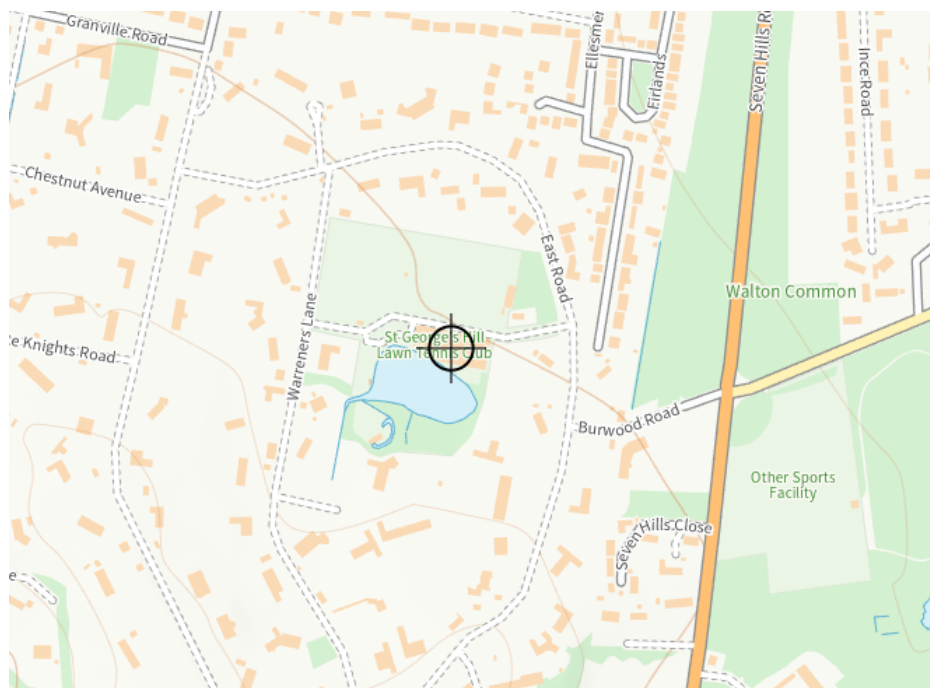 Granville Road
Ellesmer
Firlands
Seven Hills R
Ince Road
Chestnut Avenue
East Road
Walton Common
Warreners Lane
St George's Hill
Lawn Tennis Club
e Knights Road
Burwood Road
Other Sports
Facility
Seven Hills Close
e